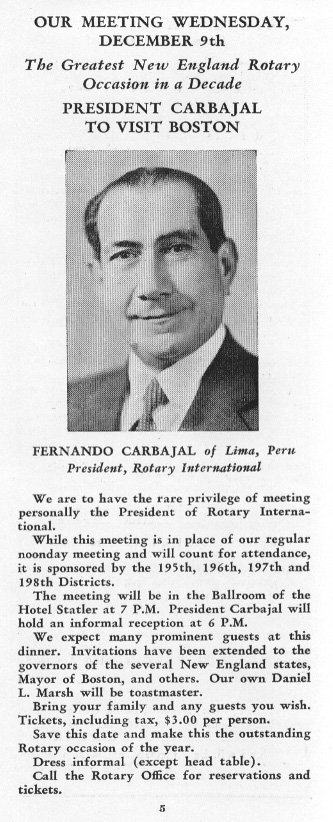 OUR MEETING WEDNESDAY,
DECEMBER 9th
The Greatest New England Rotary
Occasion in a Decade
PRESIDENT CARBAJAL
TO VISIT BOSTON
FERNANDO CARBAJAL of Lima, Peru
President, Rotary International
We are to have the rare privilege of meeting
personally the President of Rotary Interna-
tional.
While this meeting is in place of our regular
noonday meeting and will count for attendance,
it is sponsored by the 195th, 196th, 197th and
198th Districts.
The meeting will be in the Ballroom of the
Hotel Statler at 7 P.M. President Carbajal will
hold an informal reception at 6 P.M.
We expect many prominent guests at this
dinner. Invitations have been extended to the
governors of the several New England states,
Mayor of Boston, and others. Our own Daniel
L. Marsh will be toastmaster.
Bring your family and any guests you wish.
Tickets, including tax, $3.00 per person.
Save this date and make this the outstanding
Rotary occasion of the year.
Dress informal (except head table).
Call the Rotary Office for reservations and
tickets.
5